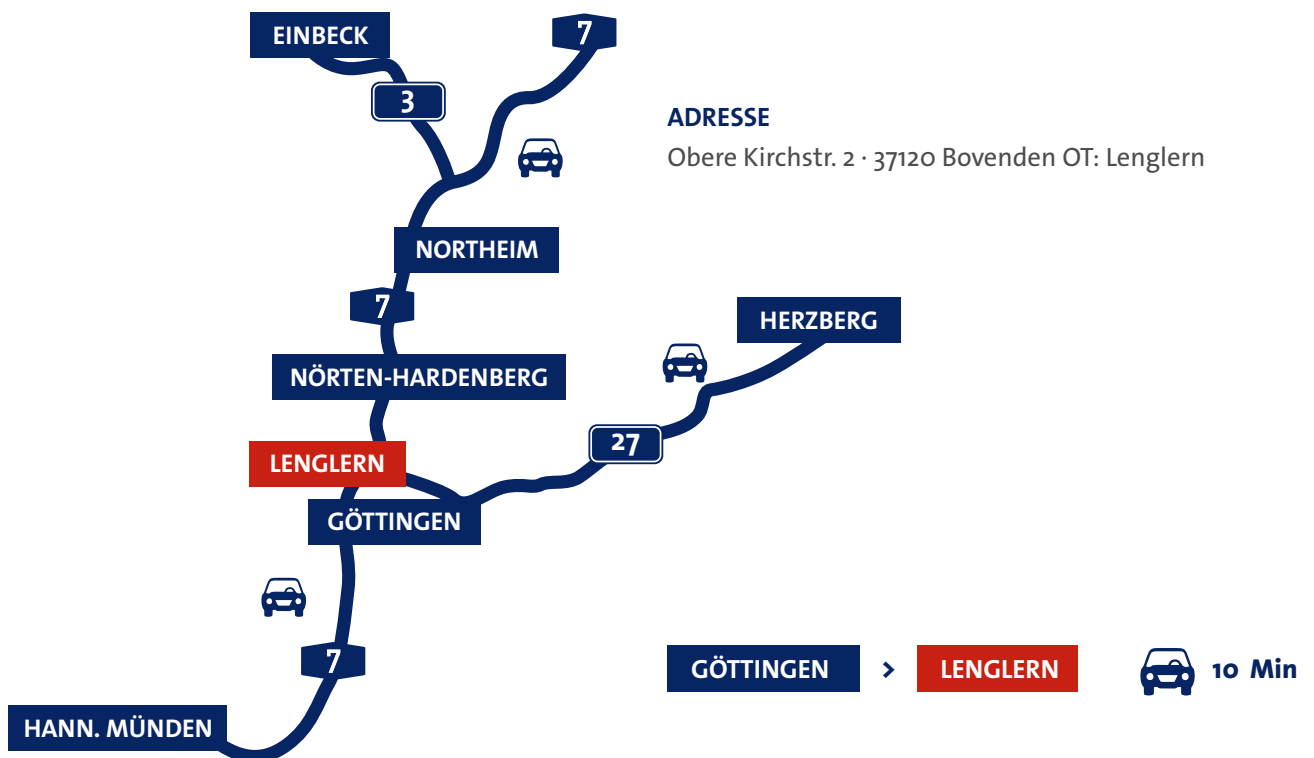 EINBECK
7
3
ADRESSE
Obere Kirchstr. 2 · 37120 Bovenden OT: Lenglern
NORTHEIM
7
HERZBERG
NÖRTEN-HARDENBERG
27
LENGLERN
GÖTTINGEN
7
GÖTTINGEN > LENGLERN 10 Min
HANN. MÜNDEN